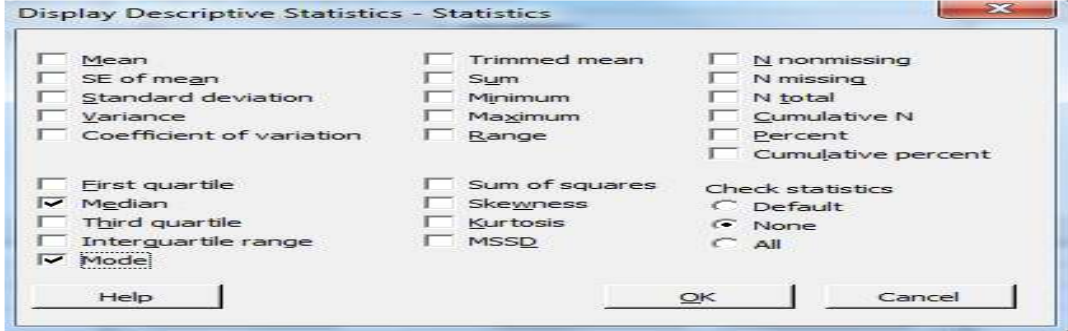 Display Descriptive Statistics - Statistics
Mean
SE of mean
Standard deviation
Variance
Coefficient of variation
First quartile
Median
Third quartile
Interquartile range
Mode
Trimmed mean
Sum
Minimum
Maximum
Range
Sum of squares
Skewness
Kurtosis
MSSD
N nonmissing
N missing
N total
Cumulative N
Percent
Cumulative percent
Check statistics
Default
None
All
Help
OK
Cancel